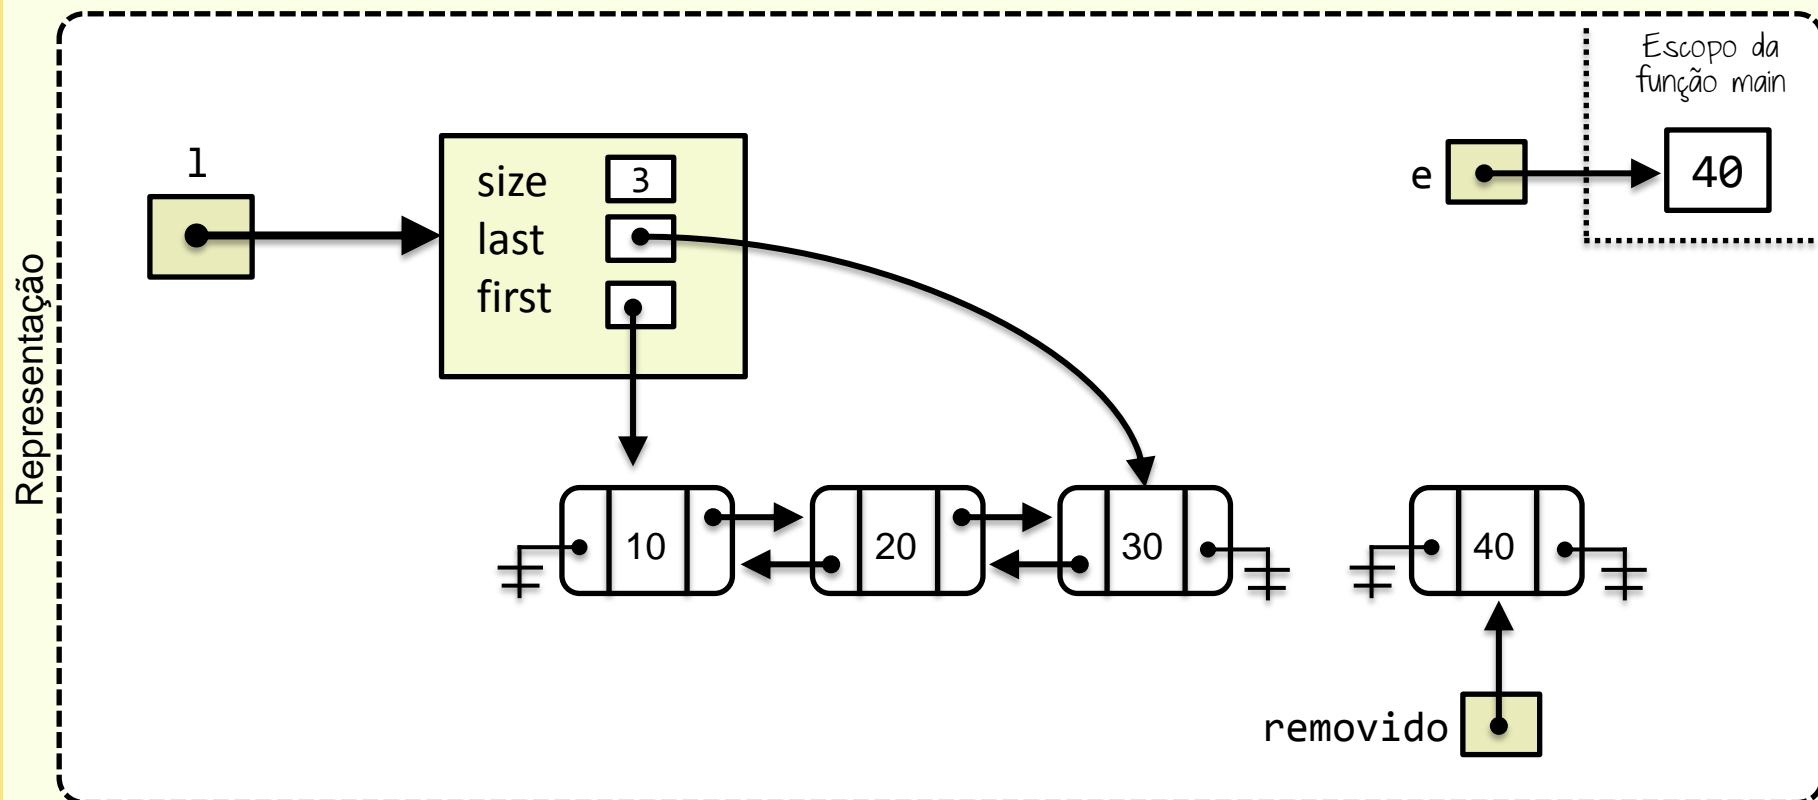 Representação
Escopo da
função main
l
size 3
last
first
e
40
10
20
30
40
removido